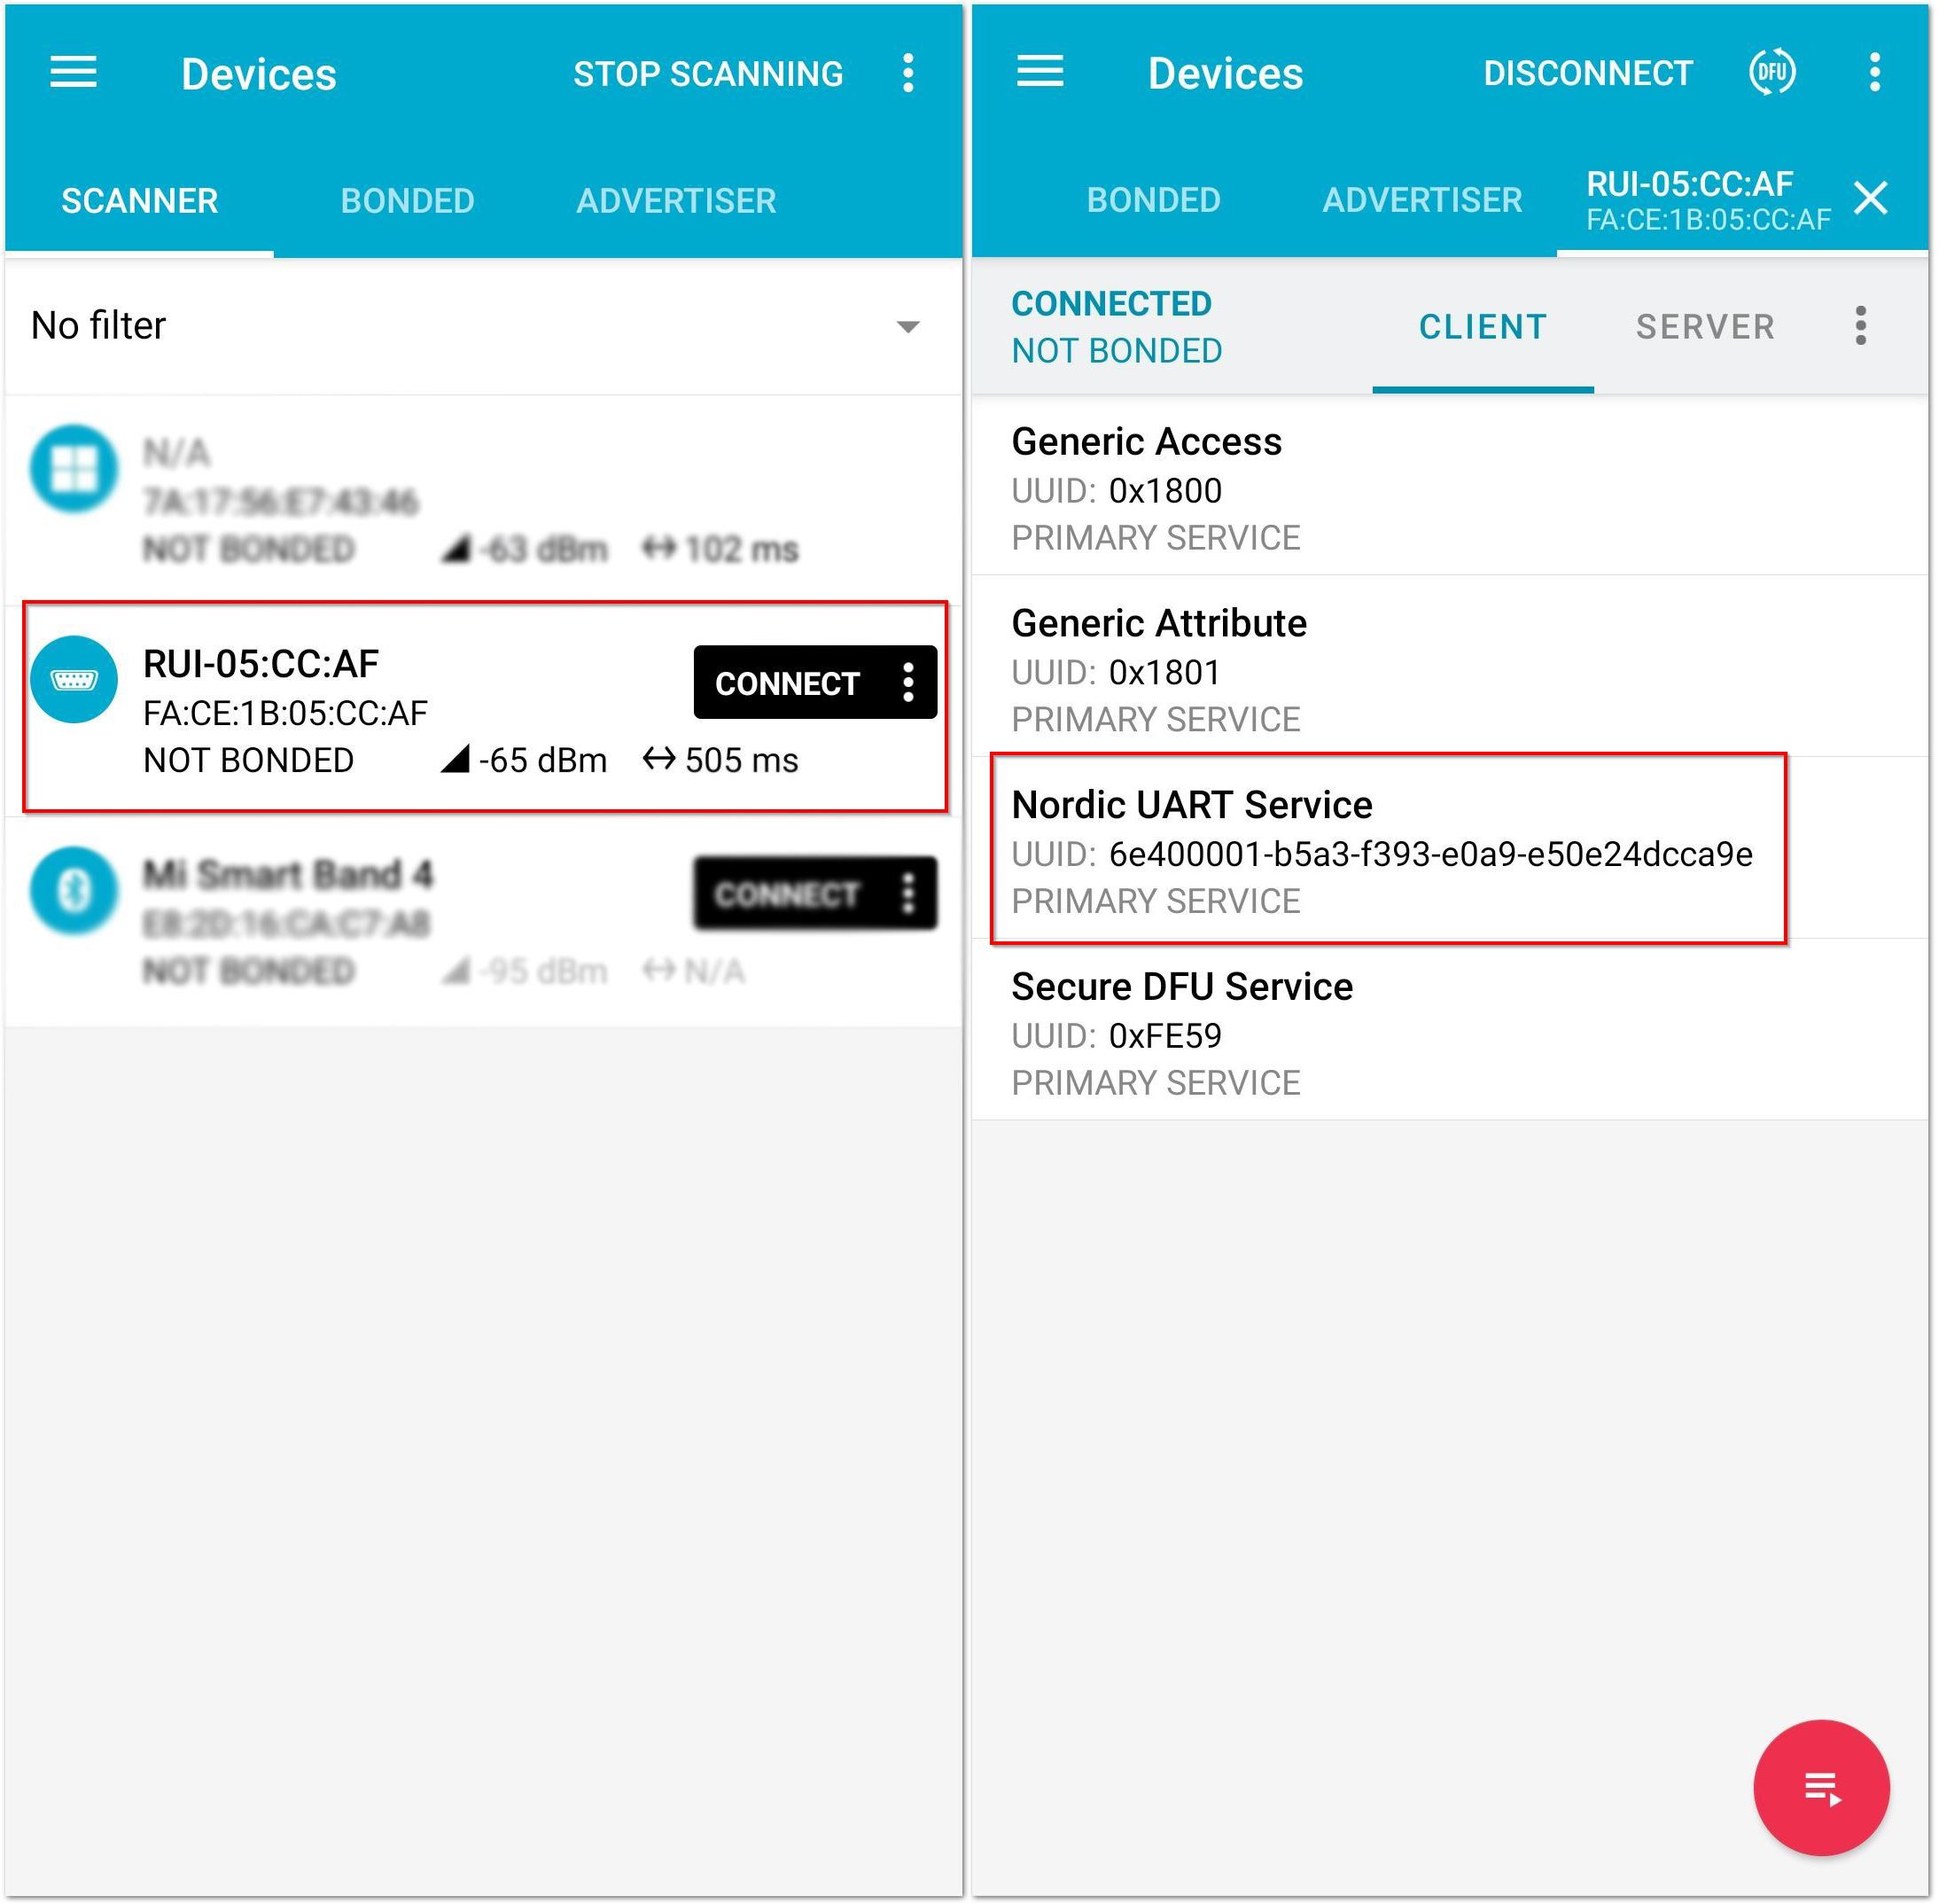 Devices
STOP SCANNING
SCANNER
BONDED
ADVERTISER
No filter
N/A
7A:17:56:E7:43:46
NOT BONDED -63 dBm 102 ms
RUI-05:CC:AF
CONNECT
FA:CE:1B:05:CC:AF
NOT BONDED -65 dBm 505 ms
Mi Smart Band 4
CONNECT
E8:2D:16:CA:C7:A8
NOT BONDED -95 dBm N/A
Devices
DISCONNECT
DFU
BONDED
ADVERTISER
RUI-05:CC:AF
FA:CE:1B:05:CC:AF
CONNECTED
NOT BONDED
CLIENT
SERVER
Generic Access
UUID: 0x1800
PRIMARY SERVICE
Generic Attribute
UUID: 0x1801
PRIMARY SERVICE
Nordic UART Service
UUID: 6e400001-b5a3-f393-e0a9-e50e24dcca9e
PRIMARY SERVICE
Secure DFU Service
UUID: 0xFE59
PRIMARY SERVICE